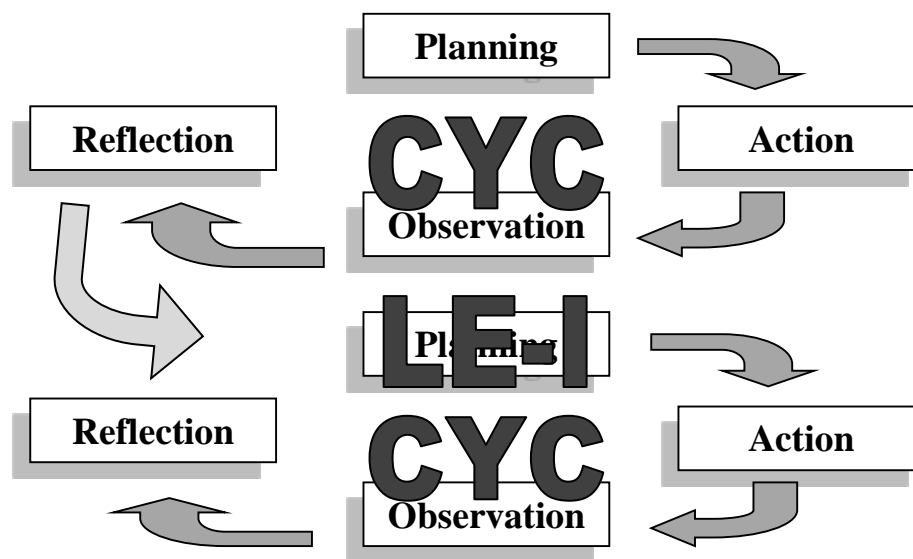 Planning
Reflection
Action
CYC
Observation
LE-I
Planning
Reflection
Action
CYC
Observation